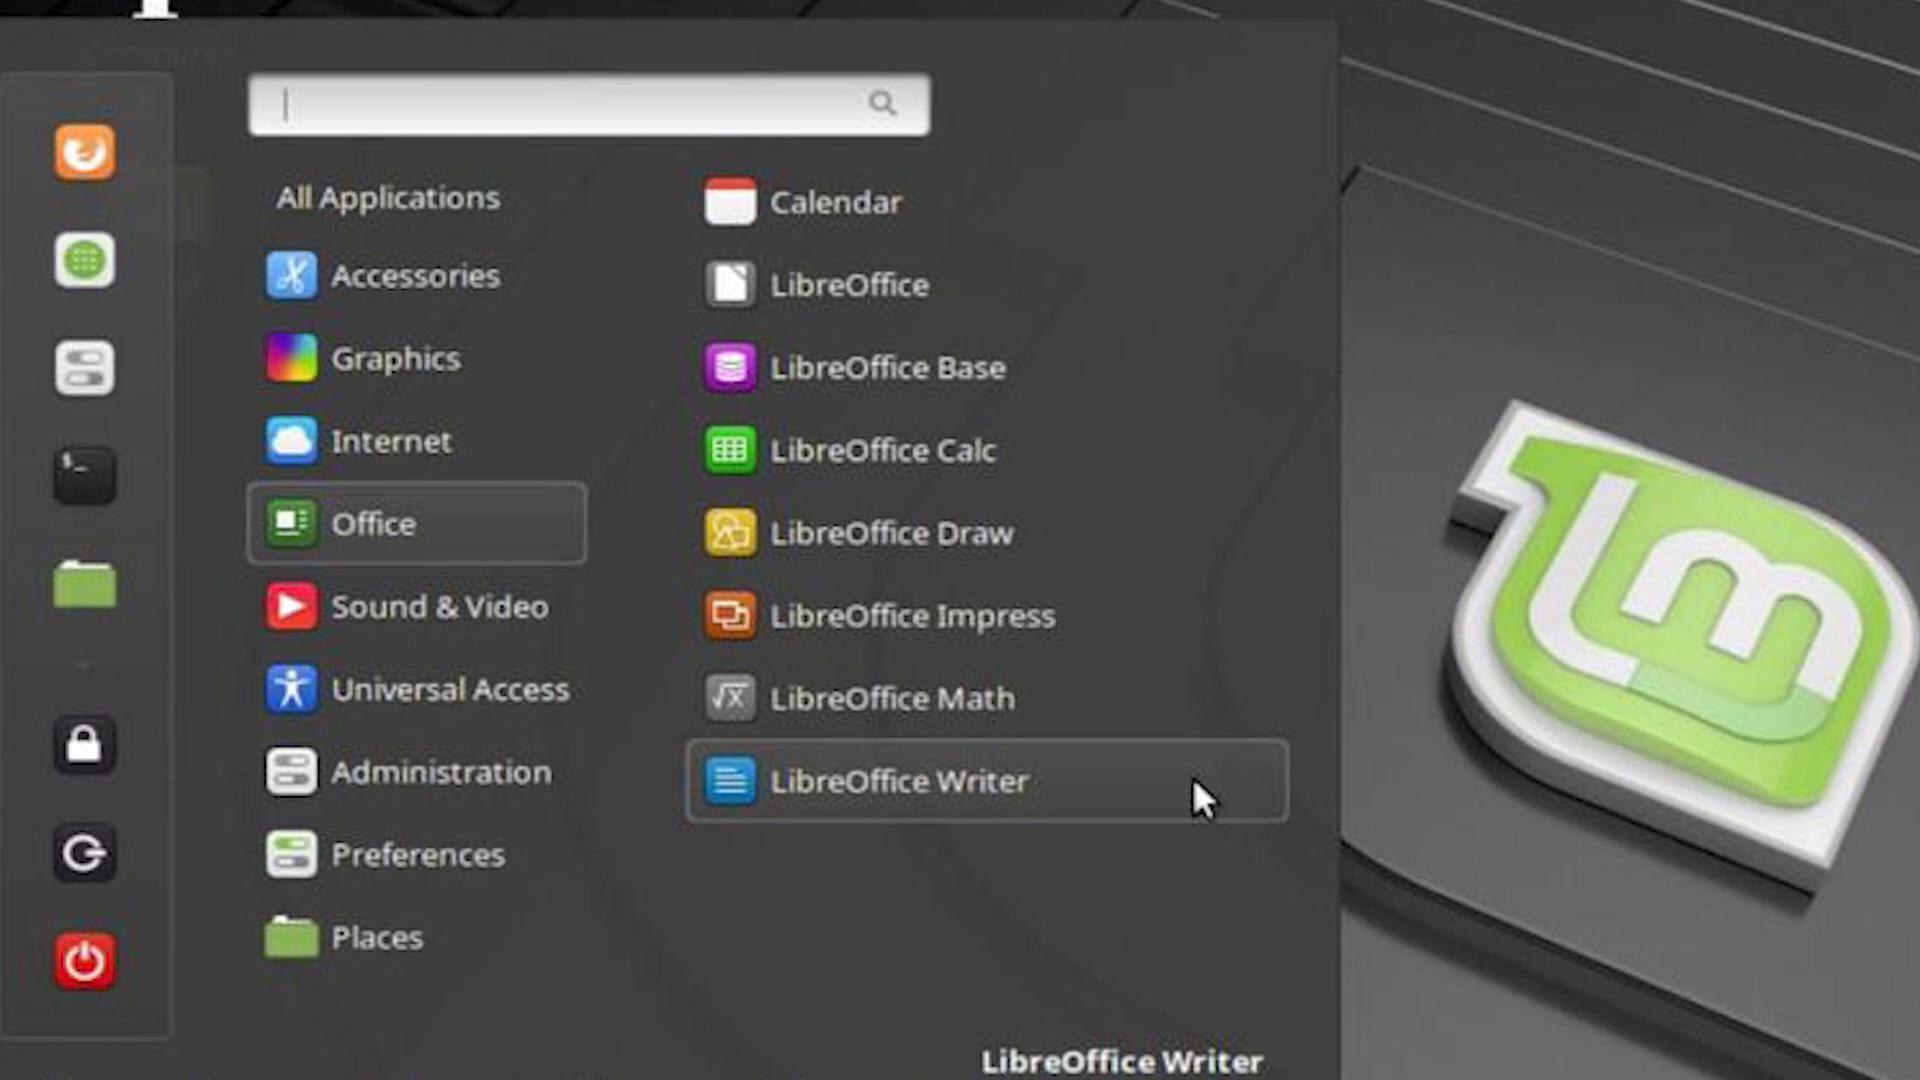 All Applications
Accessories
Graphics
Internet
Office
Sound & Video
Universal Access
Administration
Preferences
Places
Calendar
LibreOffice
LibreOffice Base
LibreOffice Calc
LibreOffice Draw
LibreOffice Impress
LibreOffice Math
LibreOffice Writer
LibreOffice Writer
$_
√x
lm